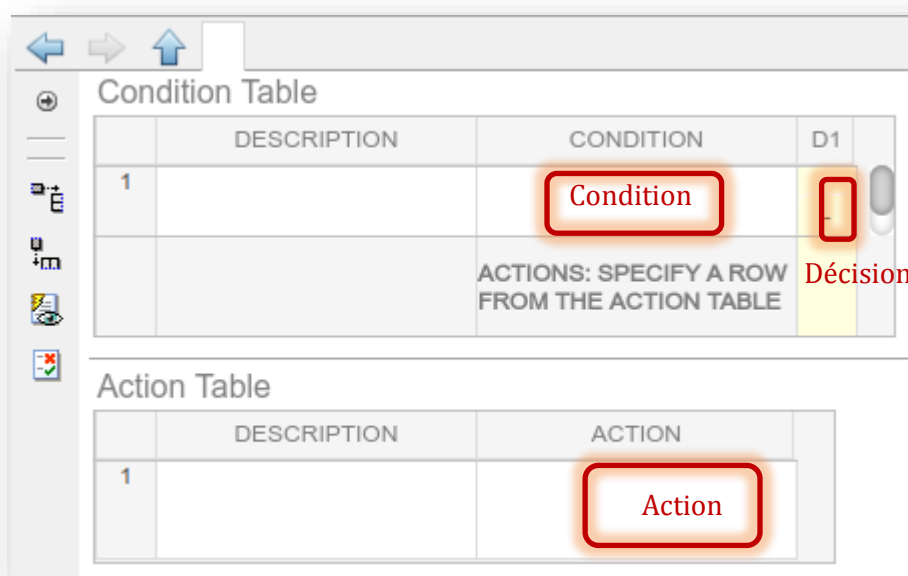 Condition Table
DESCRIPTION CONDITION D1
1 Condition -
ACTIONS: SPECIFY A ROW Décision
FROM THE ACTION TABLE
Action Table
DESCRIPTION ACTION
1 Action